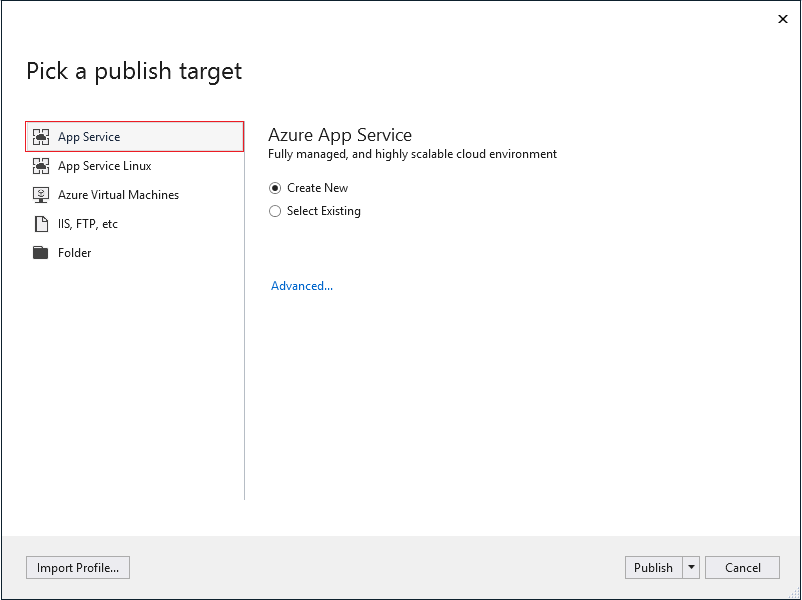 Pick a publish target
App Service
App Service Linux
Azure Virtual Machines
IIS, FTP, etc
Folder
Azure App Service
Fully managed, and highly scalable cloud environment
Create New
Select Existing
Advanced...
Import Profile...
Publish
Cancel